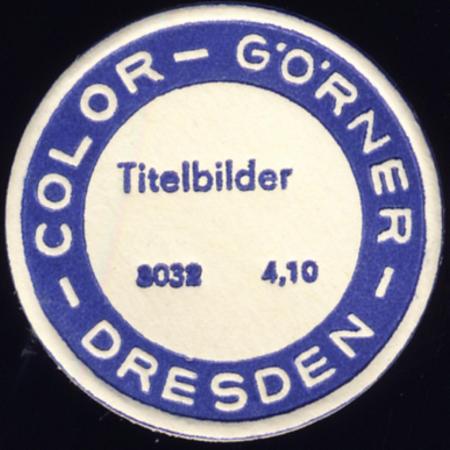 COLOR – GÖRNER – DRESDEN –
Titelbilder
8032 4,10